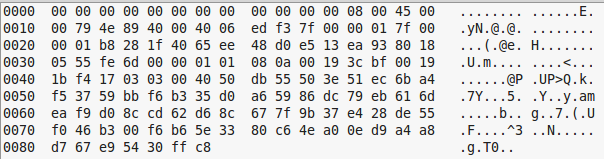 0000 00 00 00 00 00 00 00 00 00 00 00 00 08 00 45 00 ........ ......E.
0010 00 79 4e 89 40 00 40 06 ed f3 7f 00 00 01 7f 00 .yN.@.@. ........
0020 00 01 b8 28 1f 40 65 ee 48 d0 e5 13 ea 93 80 18 ...(.@e. H.......
0030 05 55 fe 6d 00 00 01 01 08 0a 00 19 3c bf 00 19 .U.m.... ....<...
0040 1b f4 17 03 03 00 40 50 db 55 50 3e 51 ec 6b a4 ......@P .UP>Q.k.
0050 f5 37 59 bb f6 b3 35 d0 a6 59 86 dc 79 eb 61 6d .7Y...5. .Y..y.am
0060 ea f9 d0 8c cd 62 d6 8c 67 7f 9b 37 e4 28 de 55 .....b.. g..7.(.U
0070 f0 46 b3 00 f6 b6 5e 33 80 c6 4e a0 0e d9 a4 a8 .F....^3 ..N.....
0080 d7 67 e9 54 30 ff c8 .g.T0..